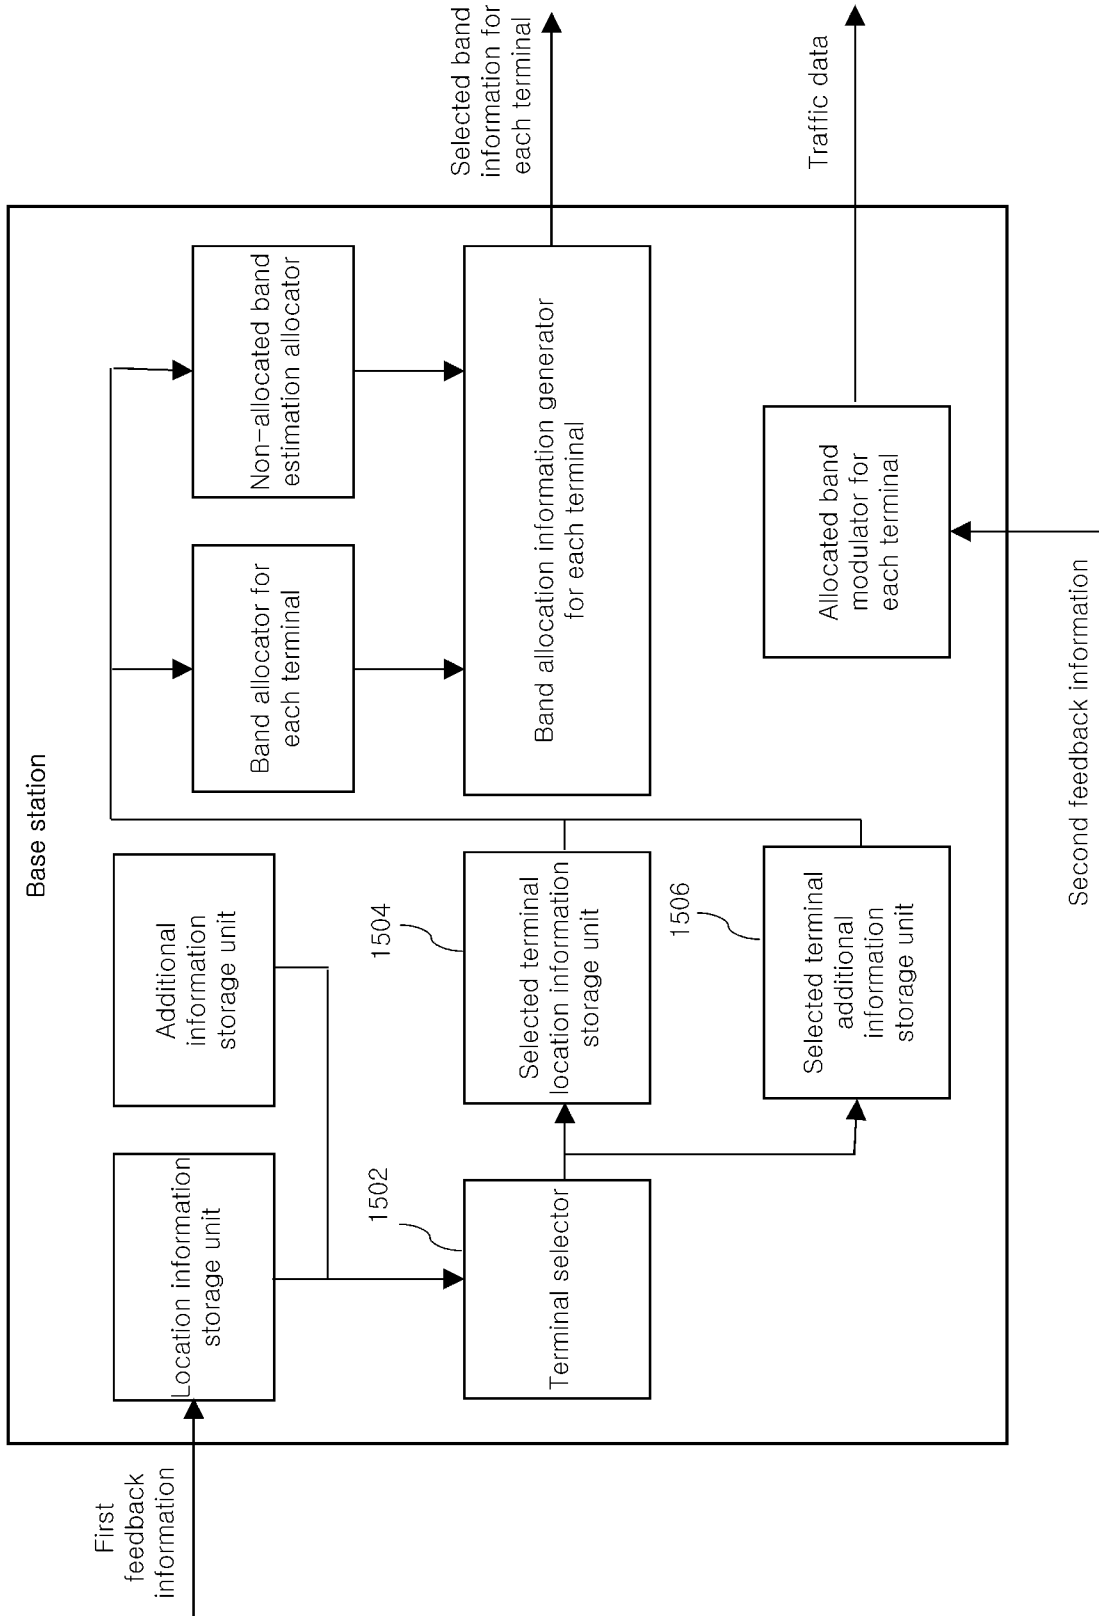 Base station
First
feedback
information
Location information
storage unit
Additional
information
storage unit
Band allocator for
each terminal
Non-allocated band
estimation allocator
1502
Terminal selector
1504
Selected terminal
location information
storage unit
Band allocation information generator
for each terminal
Selected band
information for
each terminal
1506
Selected terminal
additional
information
storage unit
Allocated band
modulator for
each terminal
Traffic data
Second feedback information